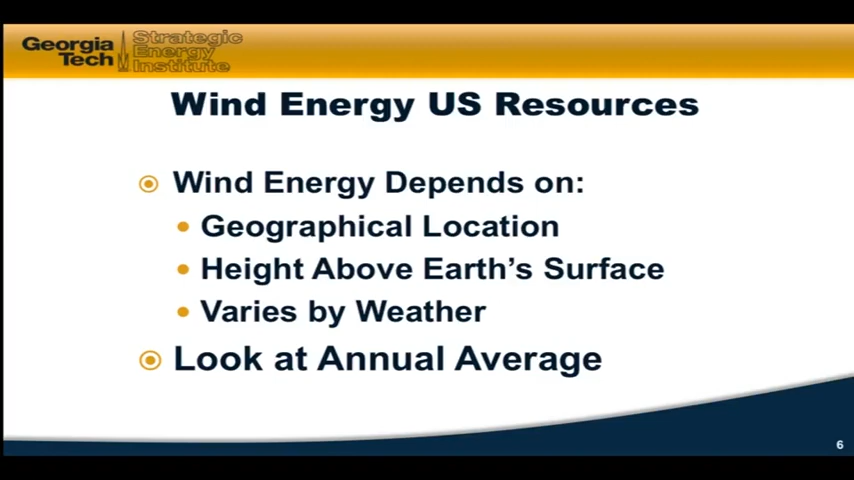 Georgia Tech
Strategic Energy Institute
Wind Energy US Resources
Wind Energy Depends on:
Geographical Location
Height Above Earth's Surface
Varies by Weather
Look at Annual Average
6